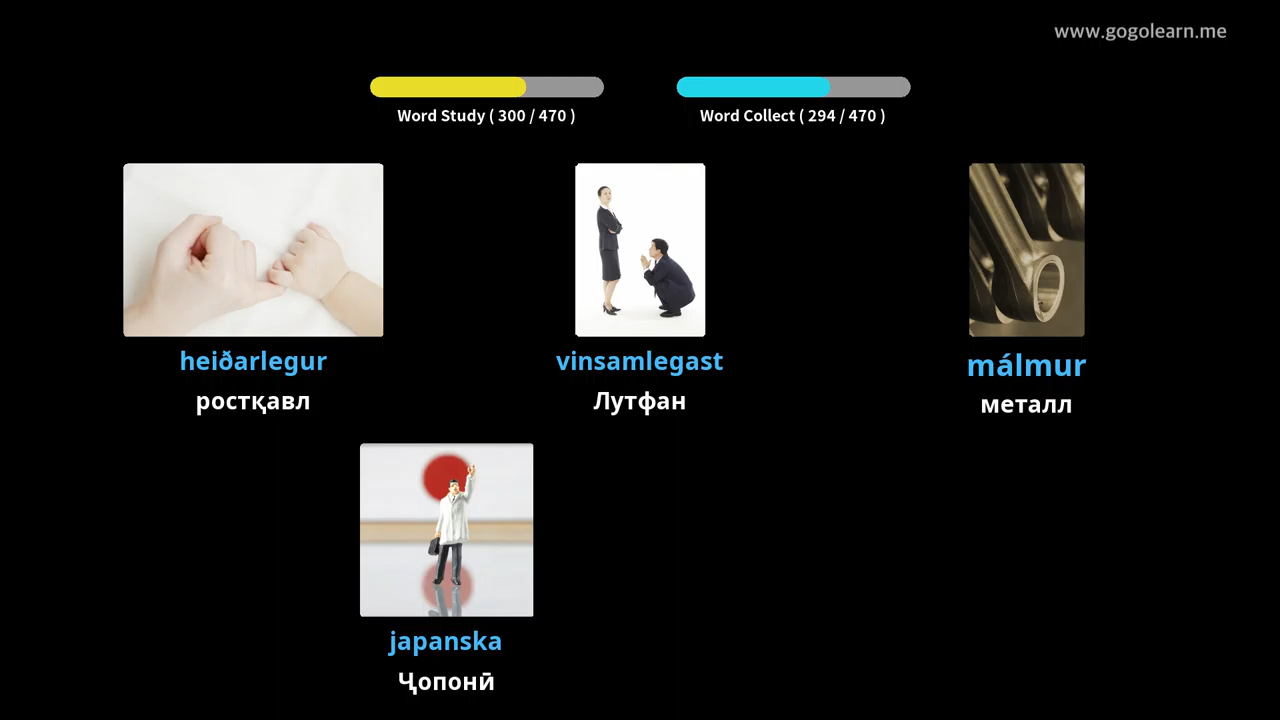 www.gogolearn.me
Word Study ( 300 / 470 )
Word Collect ( 294 / 470 )
heiðarlegur
ростқавл
vinsamlegast
Лутфан
málmur
металл
japanska
Ҷопонӣ